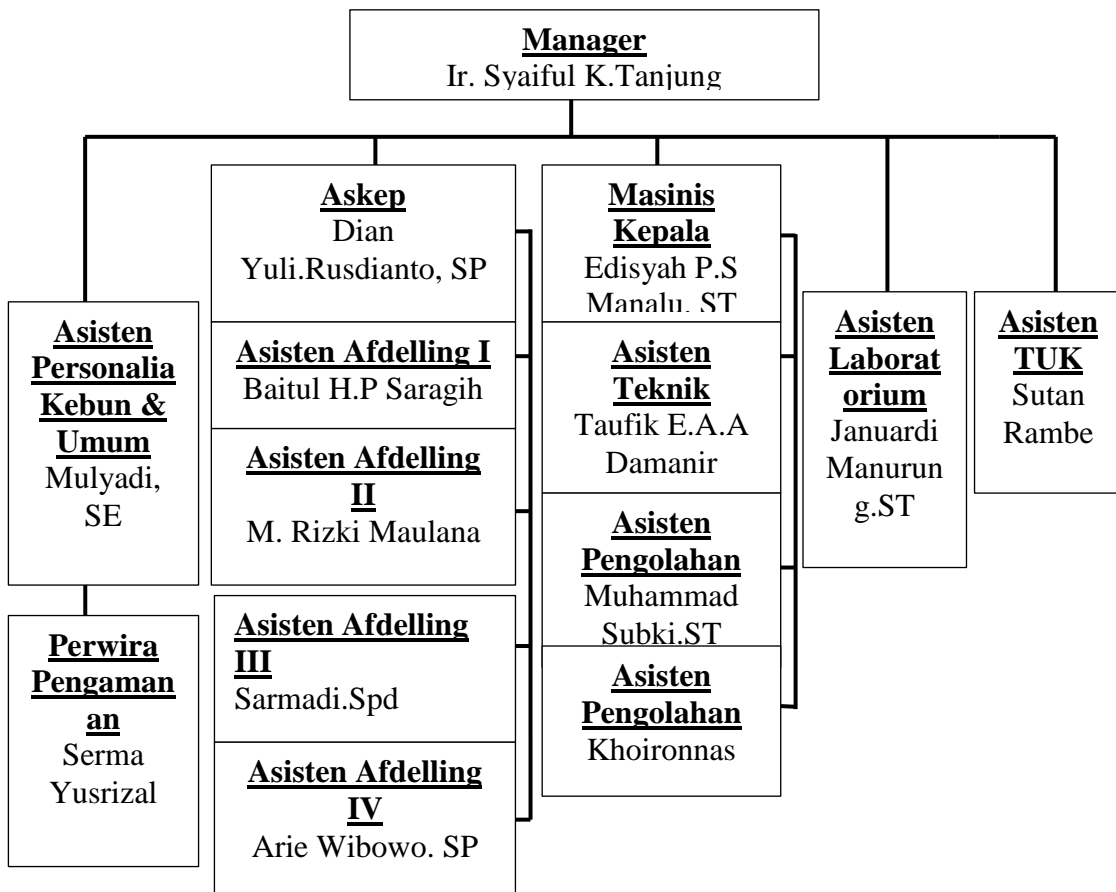 Manager
Ir. Syaiful K.Tanjung
Askep
Dian
Yuli.Rusdianto, SP
Masinis
Kepala
Edisyah P.S
Manalu. ST
Asisten
Personalia
Kebun &
Umum
Mulyadi,
SE
Asisten Afdelling I
Baitul H.P Saragih
Asisten
Teknik
Taufik E.A.A
Damanir
Asisten
Laborat
orium
Januardi
Manurun
g.ST
Asisten
TUK
Sutan
Rambe
Asisten Afdelling
II
M. Rizki Maulana
Asisten
Pengolahan
Muhammad
Subki.ST
Perwira
Pengaman
an
Serma
Yusrizal
Asisten Afdelling
III
Sarmadi.Spd
Asisten
Pengolahan
Khoironnas
Asisten Afdelling
IV
Arie Wibowo. SP